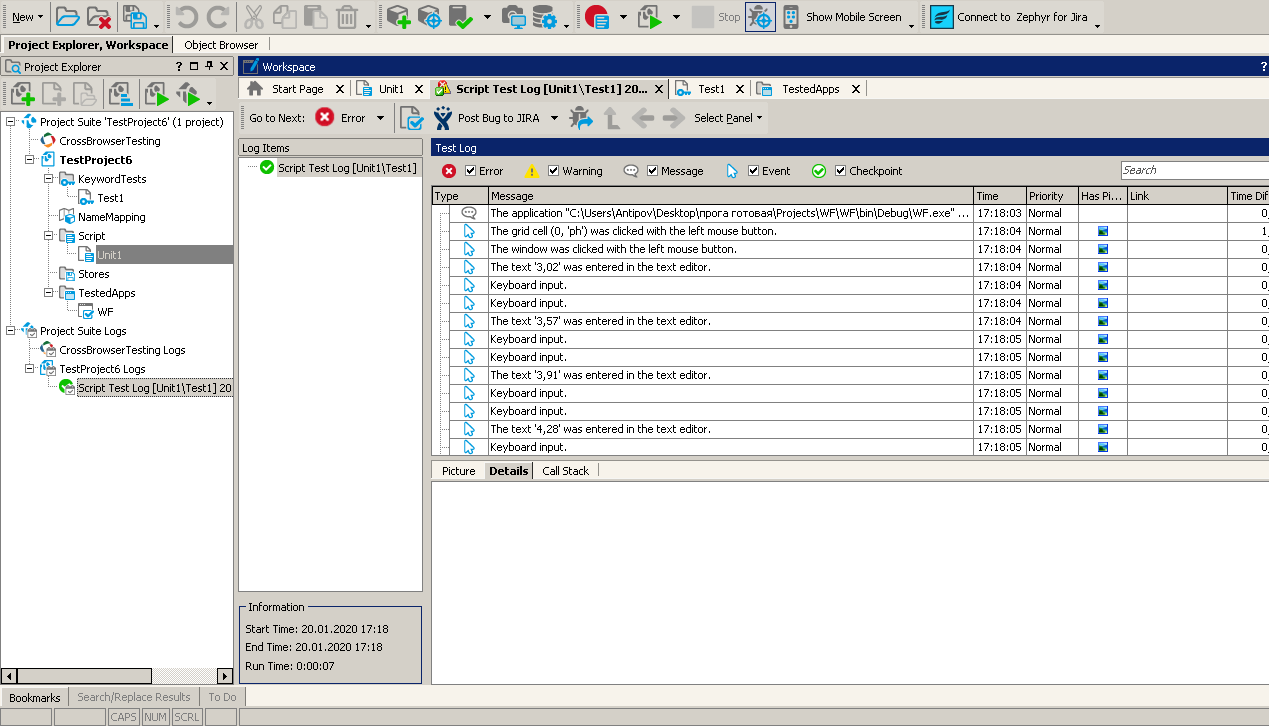 New
Stop
Show Mobile Screen
Connect to Zephyr for Jira
Project Explorer, Workspace
Object Browser
Project Explorer
?
Workspace
?
Start Page
Unit1
Script Test Log [Unit1\Test1] 20...
Test1
TestedApps
Go to Next:
Error
Post Bug to JIRA
Select Panel
Project Suite 'TestProject6' (1 project)
CrossBrowserTesting
TestProject6
KeywordTests
Test1
NameMapping
Script
Unit1
Stores
TestedApps
WF
Project Suite Logs
CrossBrowserTesting Logs
TestProject6 Logs
Script Test Log [Unit1\Test1] 20
Log Items
Script Test Log [Unit1\Test1]
Information
Start Time: 20.01.2020 17:18
End Time: 20.01.2020 17:18
Run Time: 0:00:07
Test Log
Error Warning Message Event Checkpoint
Search
Type Message Time Priority Has Pi... Link Time Dif
The application "C:\Users\Antipov\Desktop\прога готовая\Projects\WF\WF\bin\Debug\WF.exe" ... 17:18:03 Normal 0
The grid cell (0, 'ph') was clicked with the left mouse button. 17:18:04 Normal 1
The window was clicked with the left mouse button. 17:18:04 Normal 0
The text '3,02' was entered in the text editor. 17:18:04 Normal 0
Keyboard input. 17:18:04 Normal 0
Keyboard input. 17:18:04 Normal 0
The text '3,57' was entered in the text editor. 17:18:04 Normal 0
Keyboard input. 17:18:05 Normal 0
Keyboard input. 17:18:05 Normal 0
The text '3,91' was entered in the text editor. 17:18:05 Normal 0
Keyboard input. 17:18:05 Normal 0
Keyboard input. 17:18:05 Normal 0
The text '4,28' was entered in the text editor. 17:18:05 Normal 0
Keyboard input. 17:18:05 Normal 0
Picture
Details
Call Stack
Bookmarks
Search/Replace Results
To Do
CAPS
NUM
SCRL